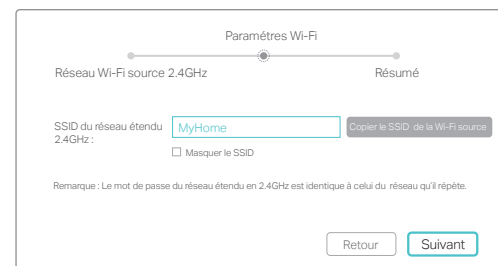 Paramétres Wi-Fi
Réseau Wi-Fi source 2.4GHz
Résumé
SSID du réseau étendu
2.4GHz :
MyHome
Copier le SSID de la Wi-Fi source
Masquer le SSID
Remarque : Le mot de passe du réseau étendu en 2.4GHz est identique à celui du réseau qu'il répète.
Retour
Suivant